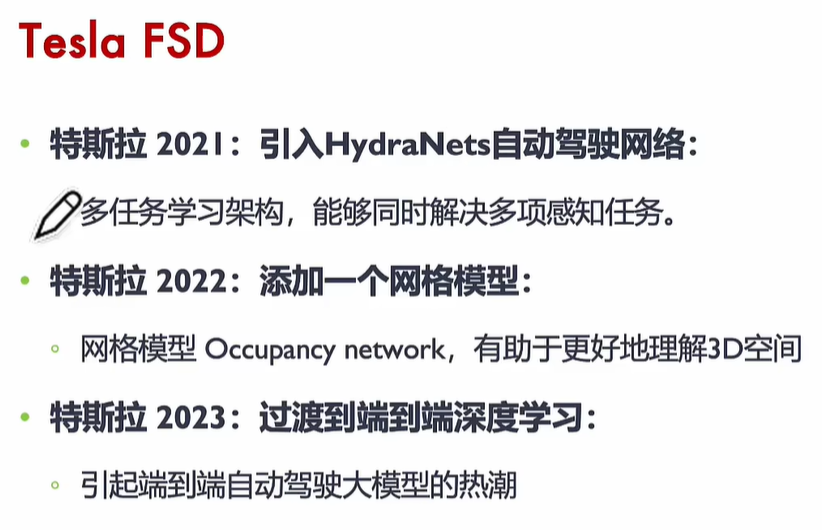 Tesla FSD
特斯拉 2021：引入HydraNets自动驾驶网络：
多任务学习架构，能够同时解决多项感知任务。
特斯拉 2022：添加一个网格模型：
网格模型 Occupancy network，有助于更好地理解3D空间
特斯拉 2023：过渡到端到端深度学习：
引起端到端自动驾驶大模型的热潮